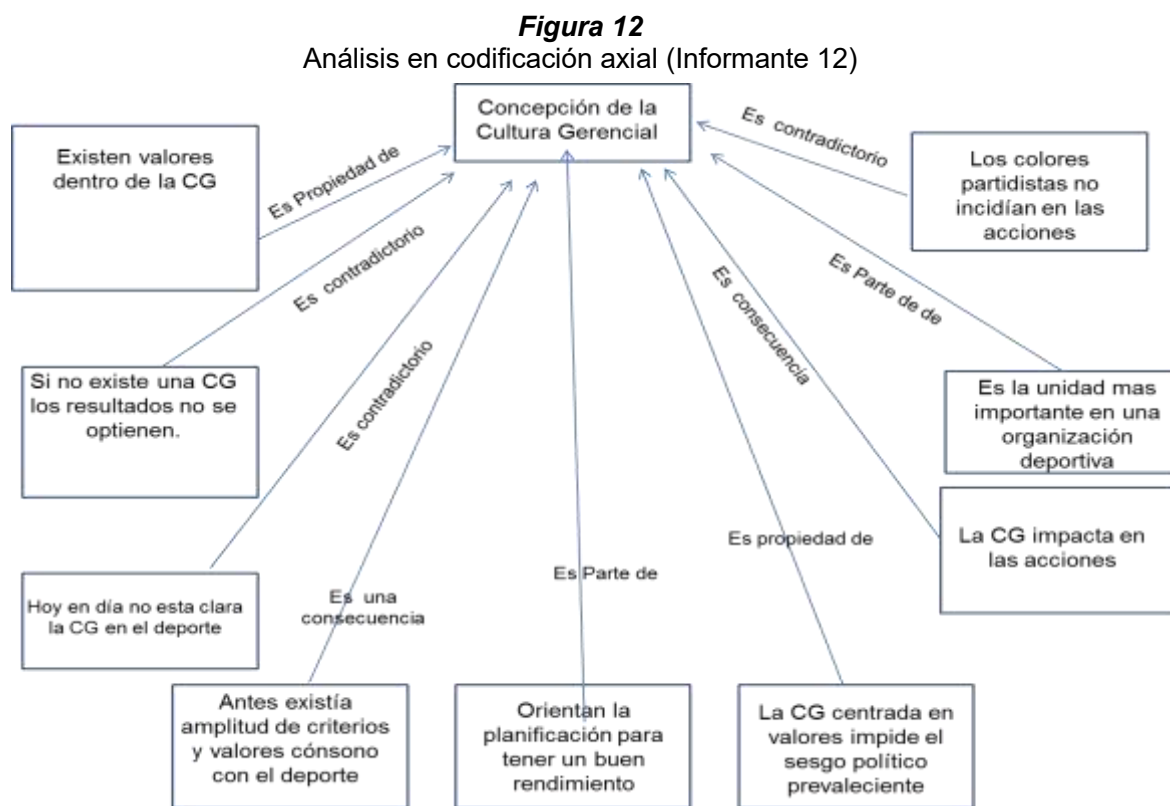 Figura 12
Análisis en codificación axial (Informante 12)
Concepción de la
Cultura Gerencial
Existen valores
dentro de la CG
Es Propiedad de
Es contradictorio
Los colores
partidistas no
incidían en las
acciones
Es contradictorio
Es Parte de de
Si no existe una CG
los resultados no se
optienen.
Es contradictorio
Es consecuencia
Es la unidad mas
importante en una
organización
deportiva
Hoy en día no esta clara
la CG en el deporte
Es una
consecuencia
Es Parte de
Es propiedad de
La CG impacta en
las acciones
Antes existía
amplitud de criterios
y valores cónsono
con el deporte
Orientan la
planificación para
tener un buen
rendimiento
La CG centrada en
valores impide el
sesgo político
prevaleciente